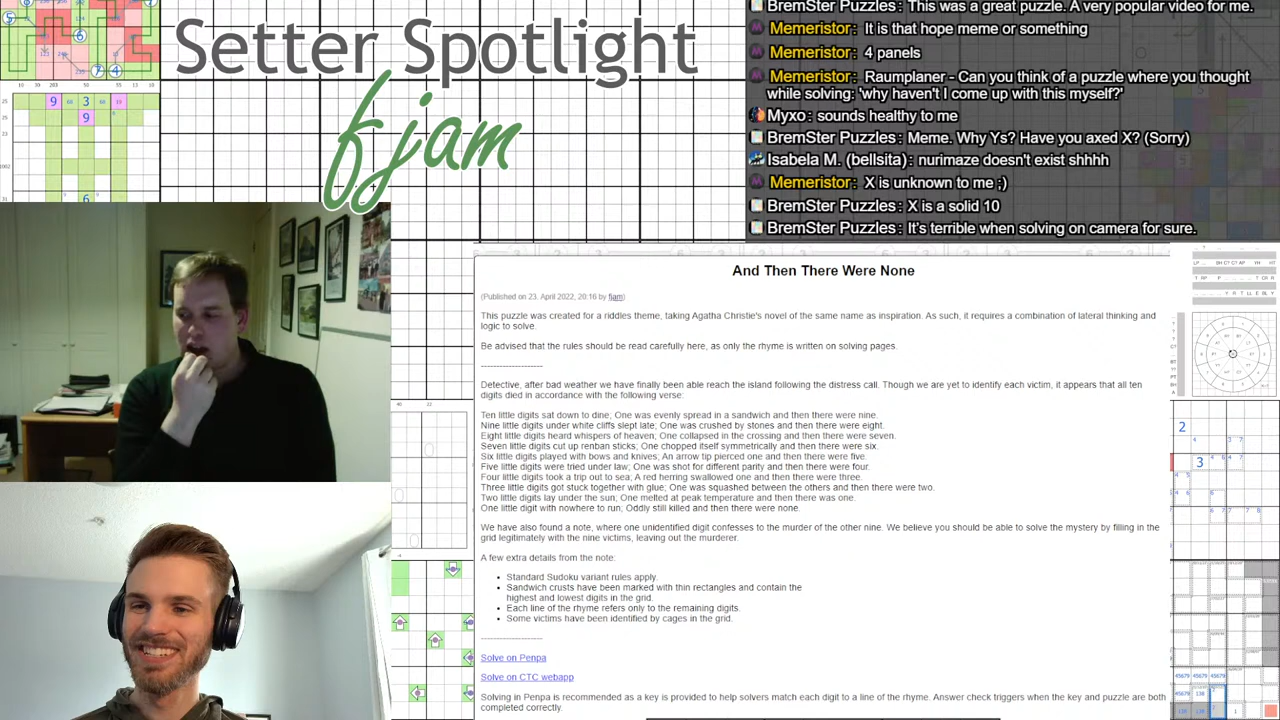 Setter Spotlight
fjam
BremSter Puzzles: This was a great puzzle. A very popular video for me.
Memeristor: It is that hope meme or something
Memeristor: 4 panels
Memeristor: Raumplaner - Can you think of a puzzle where you thought
while solving: 'why haven't I come up with this myself?'
Myxo: sounds healthy to me
BremSter Puzzles: Meme. Why Ys? Have you axed X? (Sorry)
Isabela M. (bellsita): nurimaze doesn't exist shhhh
Memeristor: X is unknown to me ;)
BremSter Puzzles: X is a solid 10
BremSter Puzzles: It's terrible when solving on camera for sure.
And Then There Were None
(Published on 23. April 2022, 20:16 by fjam)
This puzzle was created for a riddles theme, taking Agatha Christie's novel of the same name as inspiration. As such, it requires a combination of lateral thinking and
logic to solve.
Be advised that the rules should be read carefully here, as only the rhyme is written on solving pages.
--------------------
Detective, after bad weather we have finally been able reach the island following the distress call. Though we are yet to identify each victim, it appears that all ten
digits died in accordance with the following verse:
Ten little digits sat down to dine; One was evenly spread in a sandwich and then there were nine.
Nine little digits under white cliffs slept late; One was crushed by stones and then there were eight.
Eight little digits heard whispers of heaven; One collapsed in the crossing and then there were seven.
Seven little digits cut up renban sticks; One chopped itself symmetrically and then there were six.
Six little digits played with bows and knives; An arrow tip pierced one and then there were five.
Five little digits were tried under law; One was shot for different parity and then there were four.
Four little digits took a trip out to sea; A red herring swallowed one and then there were three.
Three little digits got stuck together with glue; One was squashed between the others and then there were two.
Two little digits lay under the sun; One melted at peak temperature and then there was one.
One little digit with nowhere to run; Oddly still killed and then there were none.
We have also found a note, where one unidentified digit confesses to the murder of the other nine. We believe you should be able to solve the mystery by filling in the
grid legitimately with the nine victims, leaving out the murderer.
A few extra details from the note:
• Standard Sudoku variant rules apply.
• Sandwich crusts have been marked with thin rectangles and contain the
highest and lowest digits in the grid.
• Each line of the rhyme refers only to the remaining digits.
• Some victims have been identified by cages in the grid.
--------------------
Solve on Penpa
Solve on CTC webapp
Solving in Penpa is recommended as a key is provided to help solvers match each digit to a line of the rhyme. Answer check triggers when the key and puzzle are both
completed correctly.